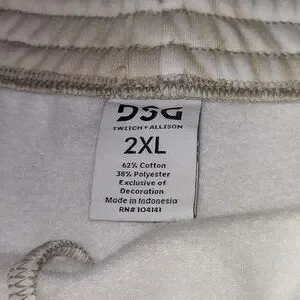 DSG
TWITCH + ALLISON
2XL
62% Cotton
38% Polyester
Exclusive of
Decoration
Made in Indonesia
RN# 104141